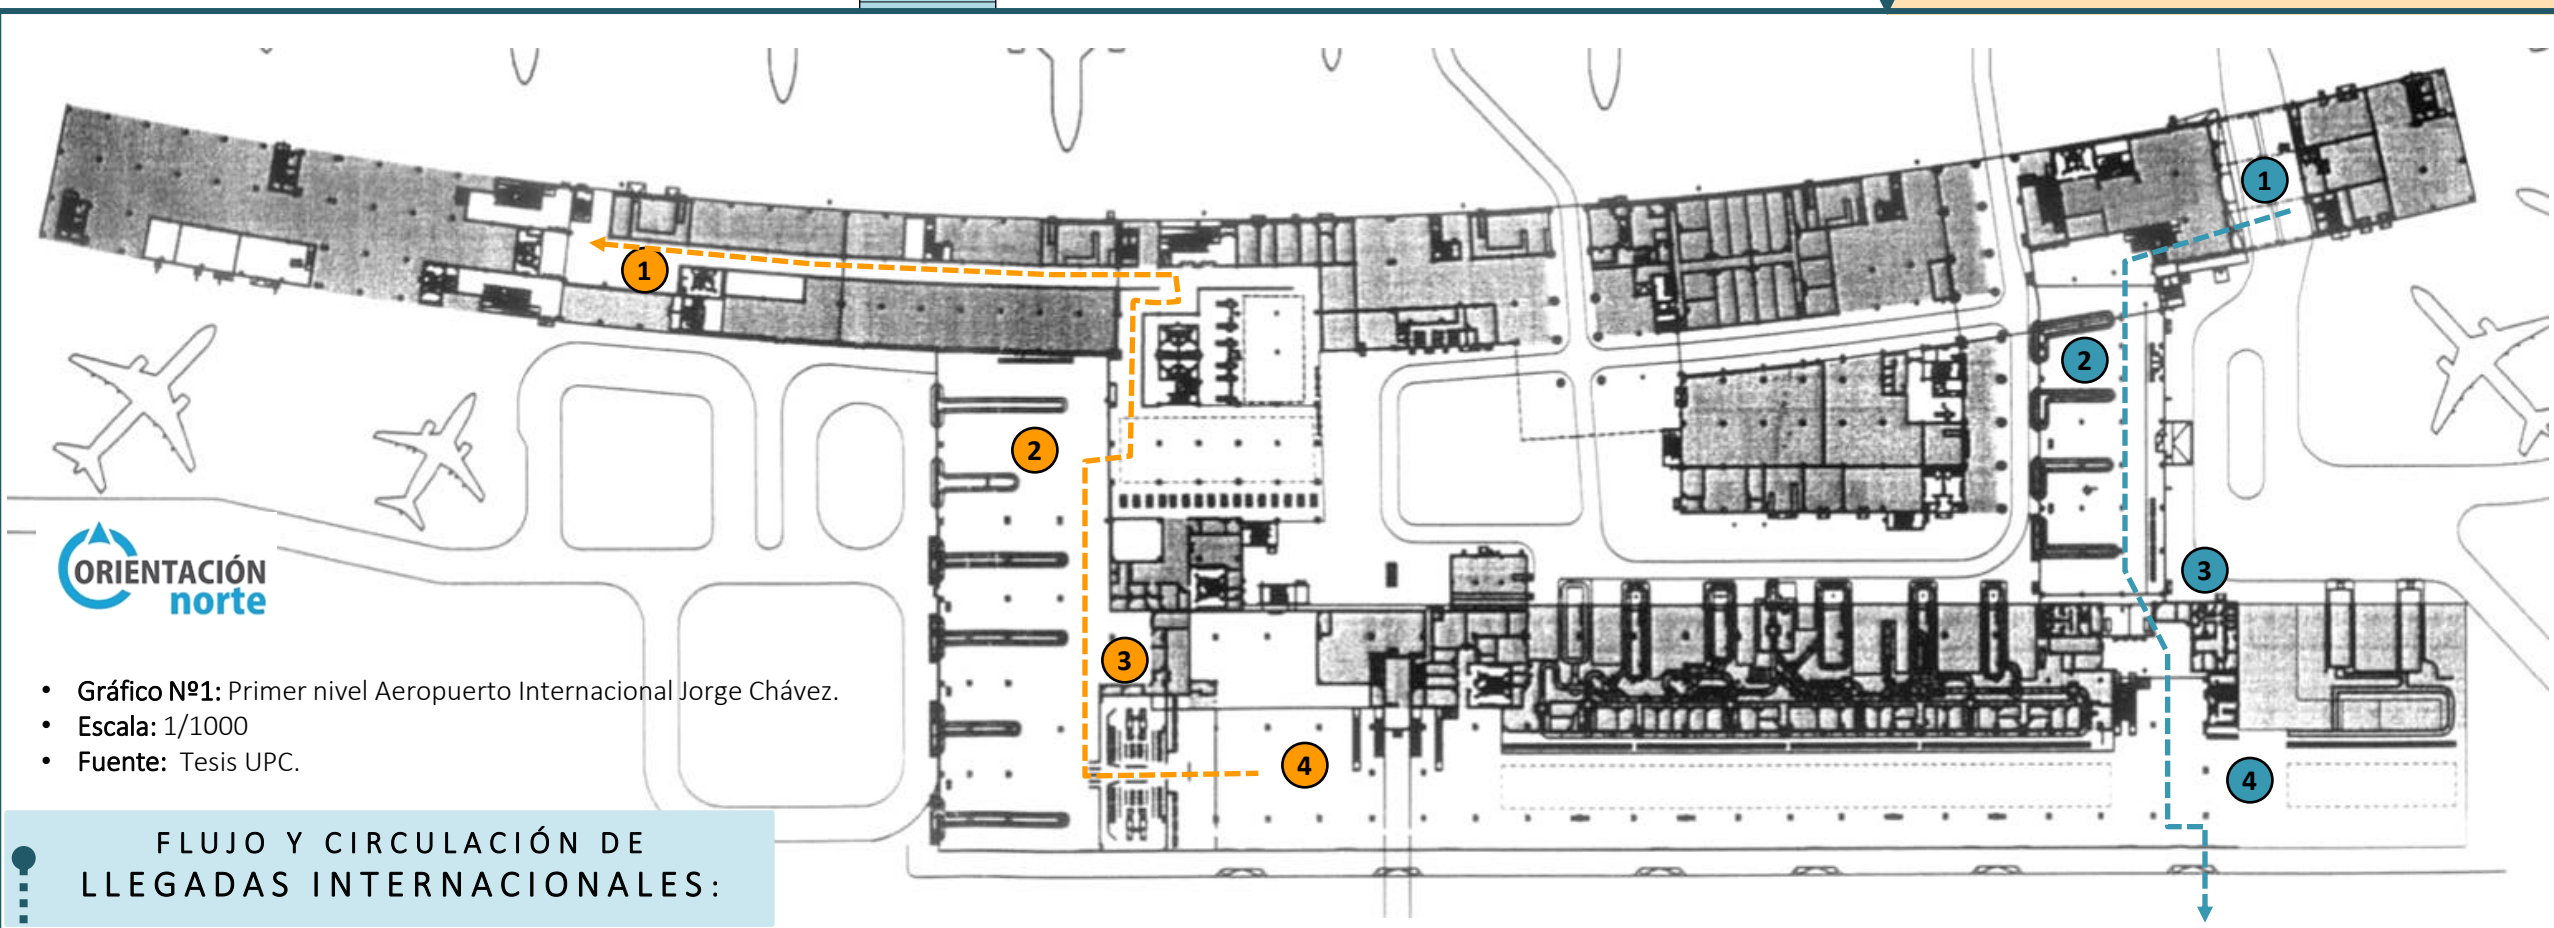 1
1
1
2
2
3
3
4
4
ORIENTACIÓN
norte
• Gráfico Nº1: Primer nivel Aeropuerto Internacional Jorge Chávez.
• Escala: 1/1000
• Fuente: Tesis UPC.
FLUJO Y CIRCULACIÓN DE
LLEGADAS INTERNACIONALES: